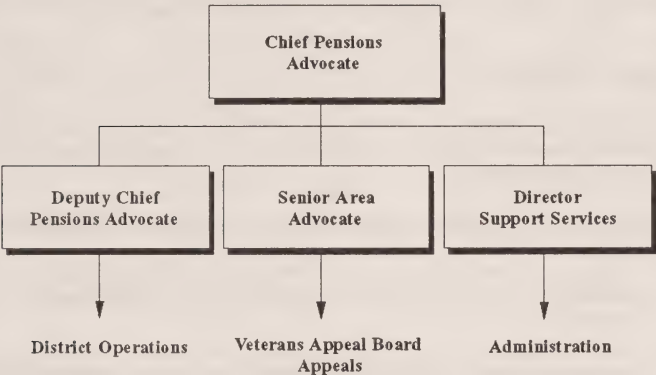 Chief Pensions
Advocate
Deputy Chief
Pensions Advocate
Senior Area
Advocate
Director
Support Services
District Operations
Veterans Appeal Board
Appeals
Administration